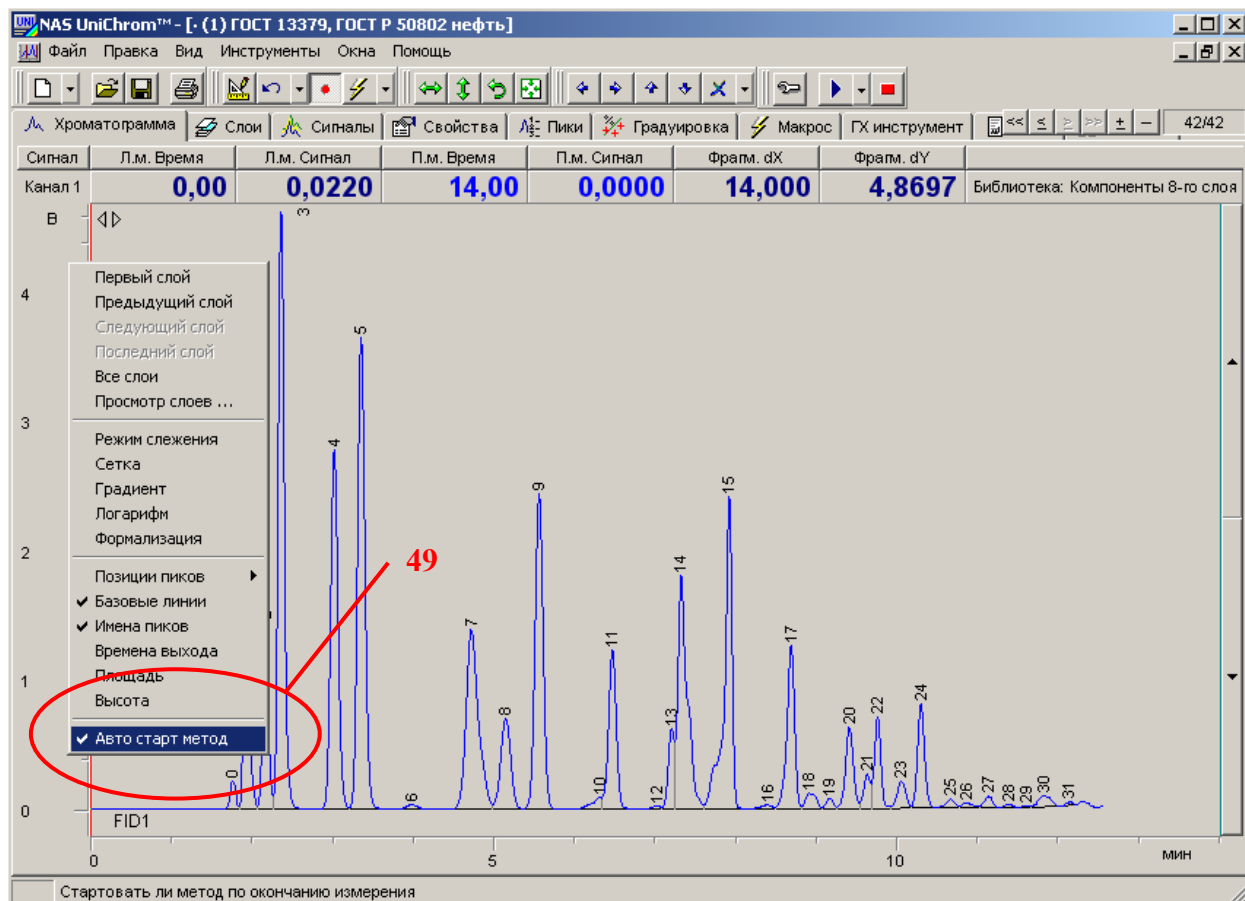 NAS UniChrom™ - [- (1) ГОСТ 13379, ГОСТ Р 50802 нефть]
Файл Правка Вид Инструменты Окна Помощь
Хроматограмма Слои Сигналы Свойства Пики Градуировка Макрос ГХ инструмент << ≤ ≥ >> ± − 42/42
Сигнал Л.м. Время Л.м. Сигнал П.м. Время П.м. Сигнал Фрагм. dX Фрагм. dY
Канал 1 0,00 0,0220 14,00 0,0000 14,000 4,8697 Библиотека: Компоненты 8-го слоя
В
4
3
2
1
0
Первый слой
Предыдущий слой
Следующий слой
Последний слой
Все слои
Просмотр слоев ...
Режим слежения
Сетка
Градиент
Логарифм
Формализация
Позиции пиков
Базовые линии
Имена пиков
Времена выхода
Площадь
Высота
Авто старт метод
49
0 3 4 5 6 7 8 9 10 11 12 13 14 15 16 17 18 19 20 21 22 23 24 25 26 27 28 29 30 31
FID1
0 5 10 мин
Стартовать ли метод по окончанию измерения